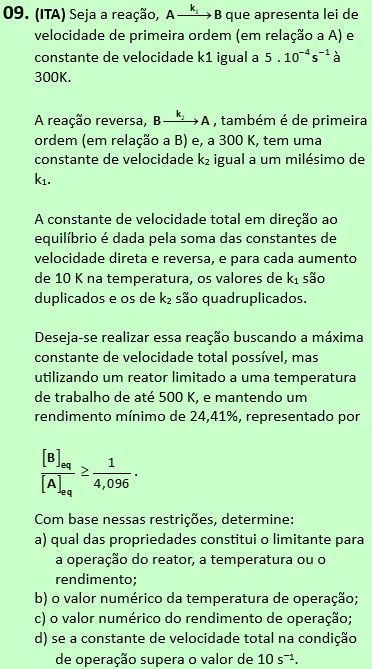 09. (ITA) Seja a reação, A —k₁→ B que apresenta lei de
velocidade de primeira ordem (em relação a A) e
constante de velocidade k1 igual a 5 . 10⁻⁴ s⁻¹ à
300K.
A reação reversa, B —k₂→ A , também é de primeira
ordem (em relação a B) e, a 300 K, tem uma
constante de velocidade k₂ igual a um milésimo de
k₁.
A constante de velocidade total em direção ao
equilíbrio é dada pela soma das constantes de
velocidade direta e reversa, e para cada aumento
de 10 K na temperatura, os valores de k₁ são
duplicados e os de k₂ são quadruplicados.
Deseja-se realizar essa reação buscando a máxima
constante de velocidade total possível, mas
utilizando um reator limitado a uma temperatura
de trabalho de até 500 K, e mantendo um
rendimento mínimo de 24,41%, representado por
[B]eq / [A]eq ≥ 1 / 4,096 .
Com base nessas restrições, determine:
a) qual das propriedades constitui o limitante para
a operação do reator, a temperatura ou o
rendimento;
b) o valor numérico da temperatura de operação;
c) o valor numérico do rendimento de operação;
d) se a constante de velocidade total na condição
de operação supera o valor de 10 s⁻¹.